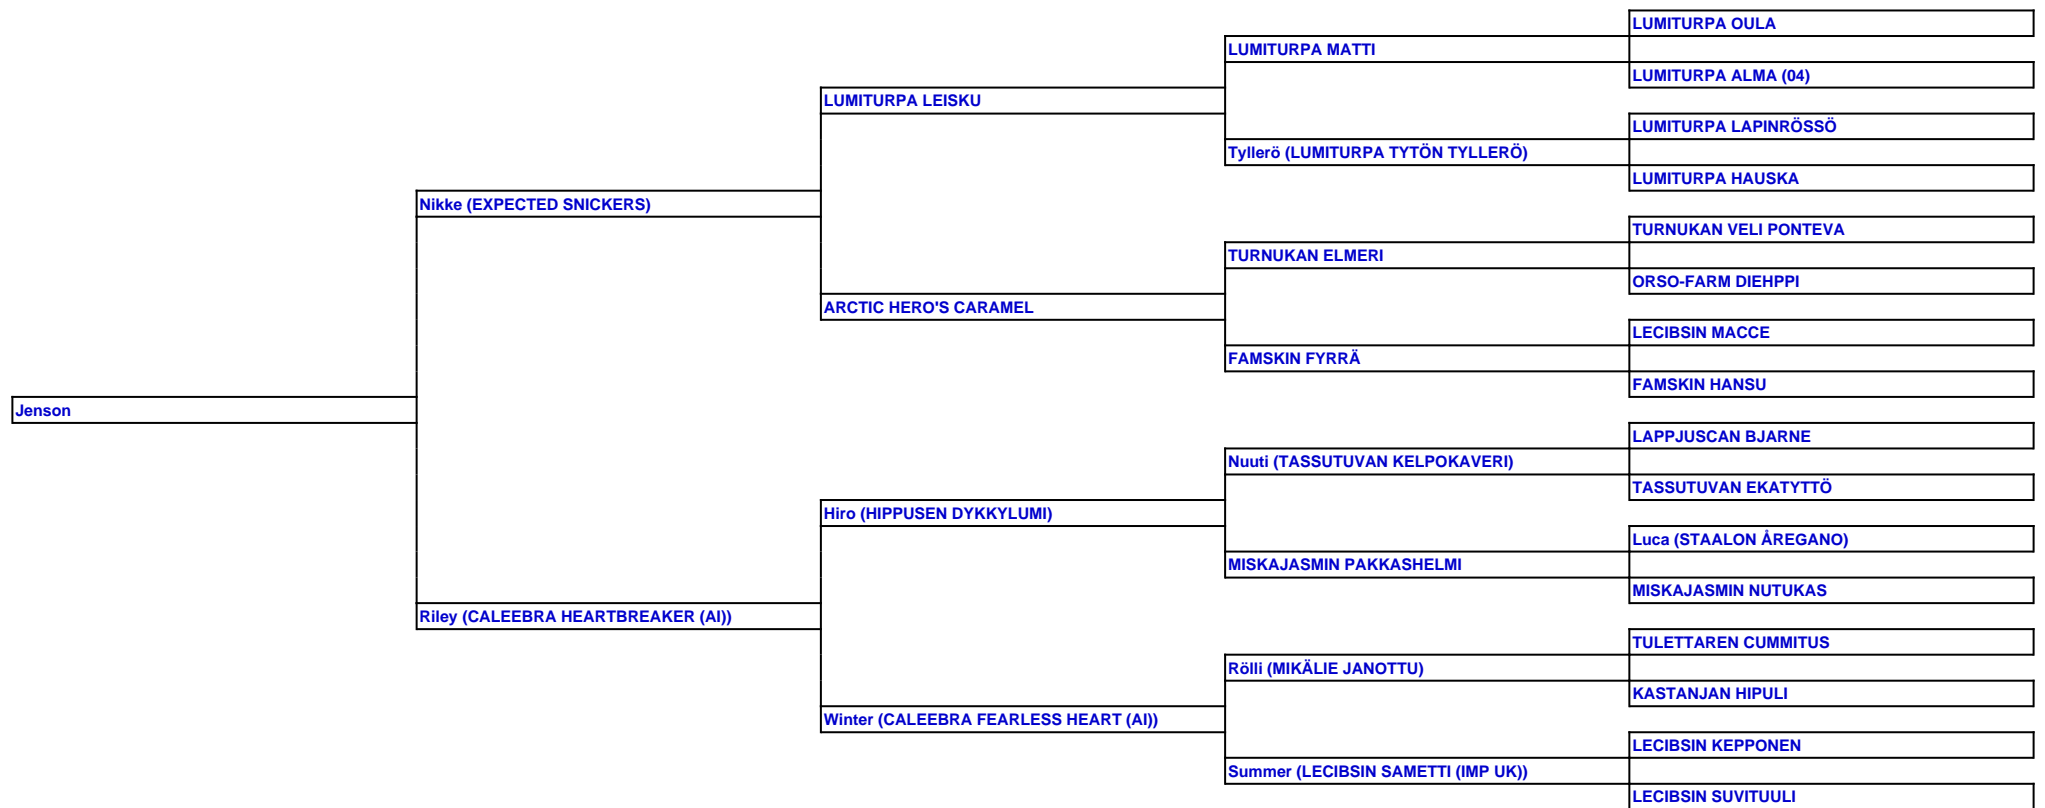 LUMITURPA OULA
LUMITURPA MATTI
LUMITURPA ALMA (04)
LUMITURPA LEISKU
LUMITURPA LAPINRÖSSÖ
Tyllerö (LUMITURPA TYTÖN TYLLERÖ)
LUMITURPA HAUSKA
Nikke (EXPECTED SNICKERS)
TURNUKAN VELI PONTEVA
TURNUKAN ELMERI
ORSO-FARM DIEHPPI
ARCTIC HERO'S CARAMEL
LECIBSIN MACCE
FAMSKIN FYRRÄ
FAMSKIN HANSU
Jenson
LAPPJUSCAN BJARNE
Nuuti (TASSUTUVAN KELPOKAVERI)
TASSUTUVAN EKATYTTÖ
Hiro (HIPPUSEN DYKKYLUMI)
Luca (STAALON ÅREGANO)
MISKAJASMIN PAKKASHELMI
MISKAJASMIN NUTUKAS
Riley (CALEEBRA HEARTBREAKER (AI))
TULETTAREN CUMMITUS
Rölli (MIKÄLIE JANOTTU)
KASTANJAN HIPULI
Winter (CALEEBRA FEARLESS HEART (AI))
LECIBSIN KEPPONEN
Summer (LECIBSIN SAMETTI (IMP UK))
LECIBSIN SUVITUULI